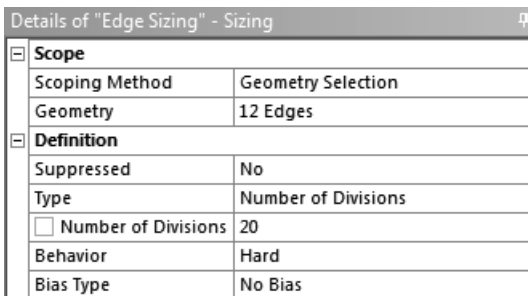 Details of "Edge Sizing" - Sizing
Scope
Scoping Method Geometry Selection
Geometry 12 Edges
Definition
Suppressed No
Type Number of Divisions
Number of Divisions 20
Behavior Hard
Bias Type No Bias